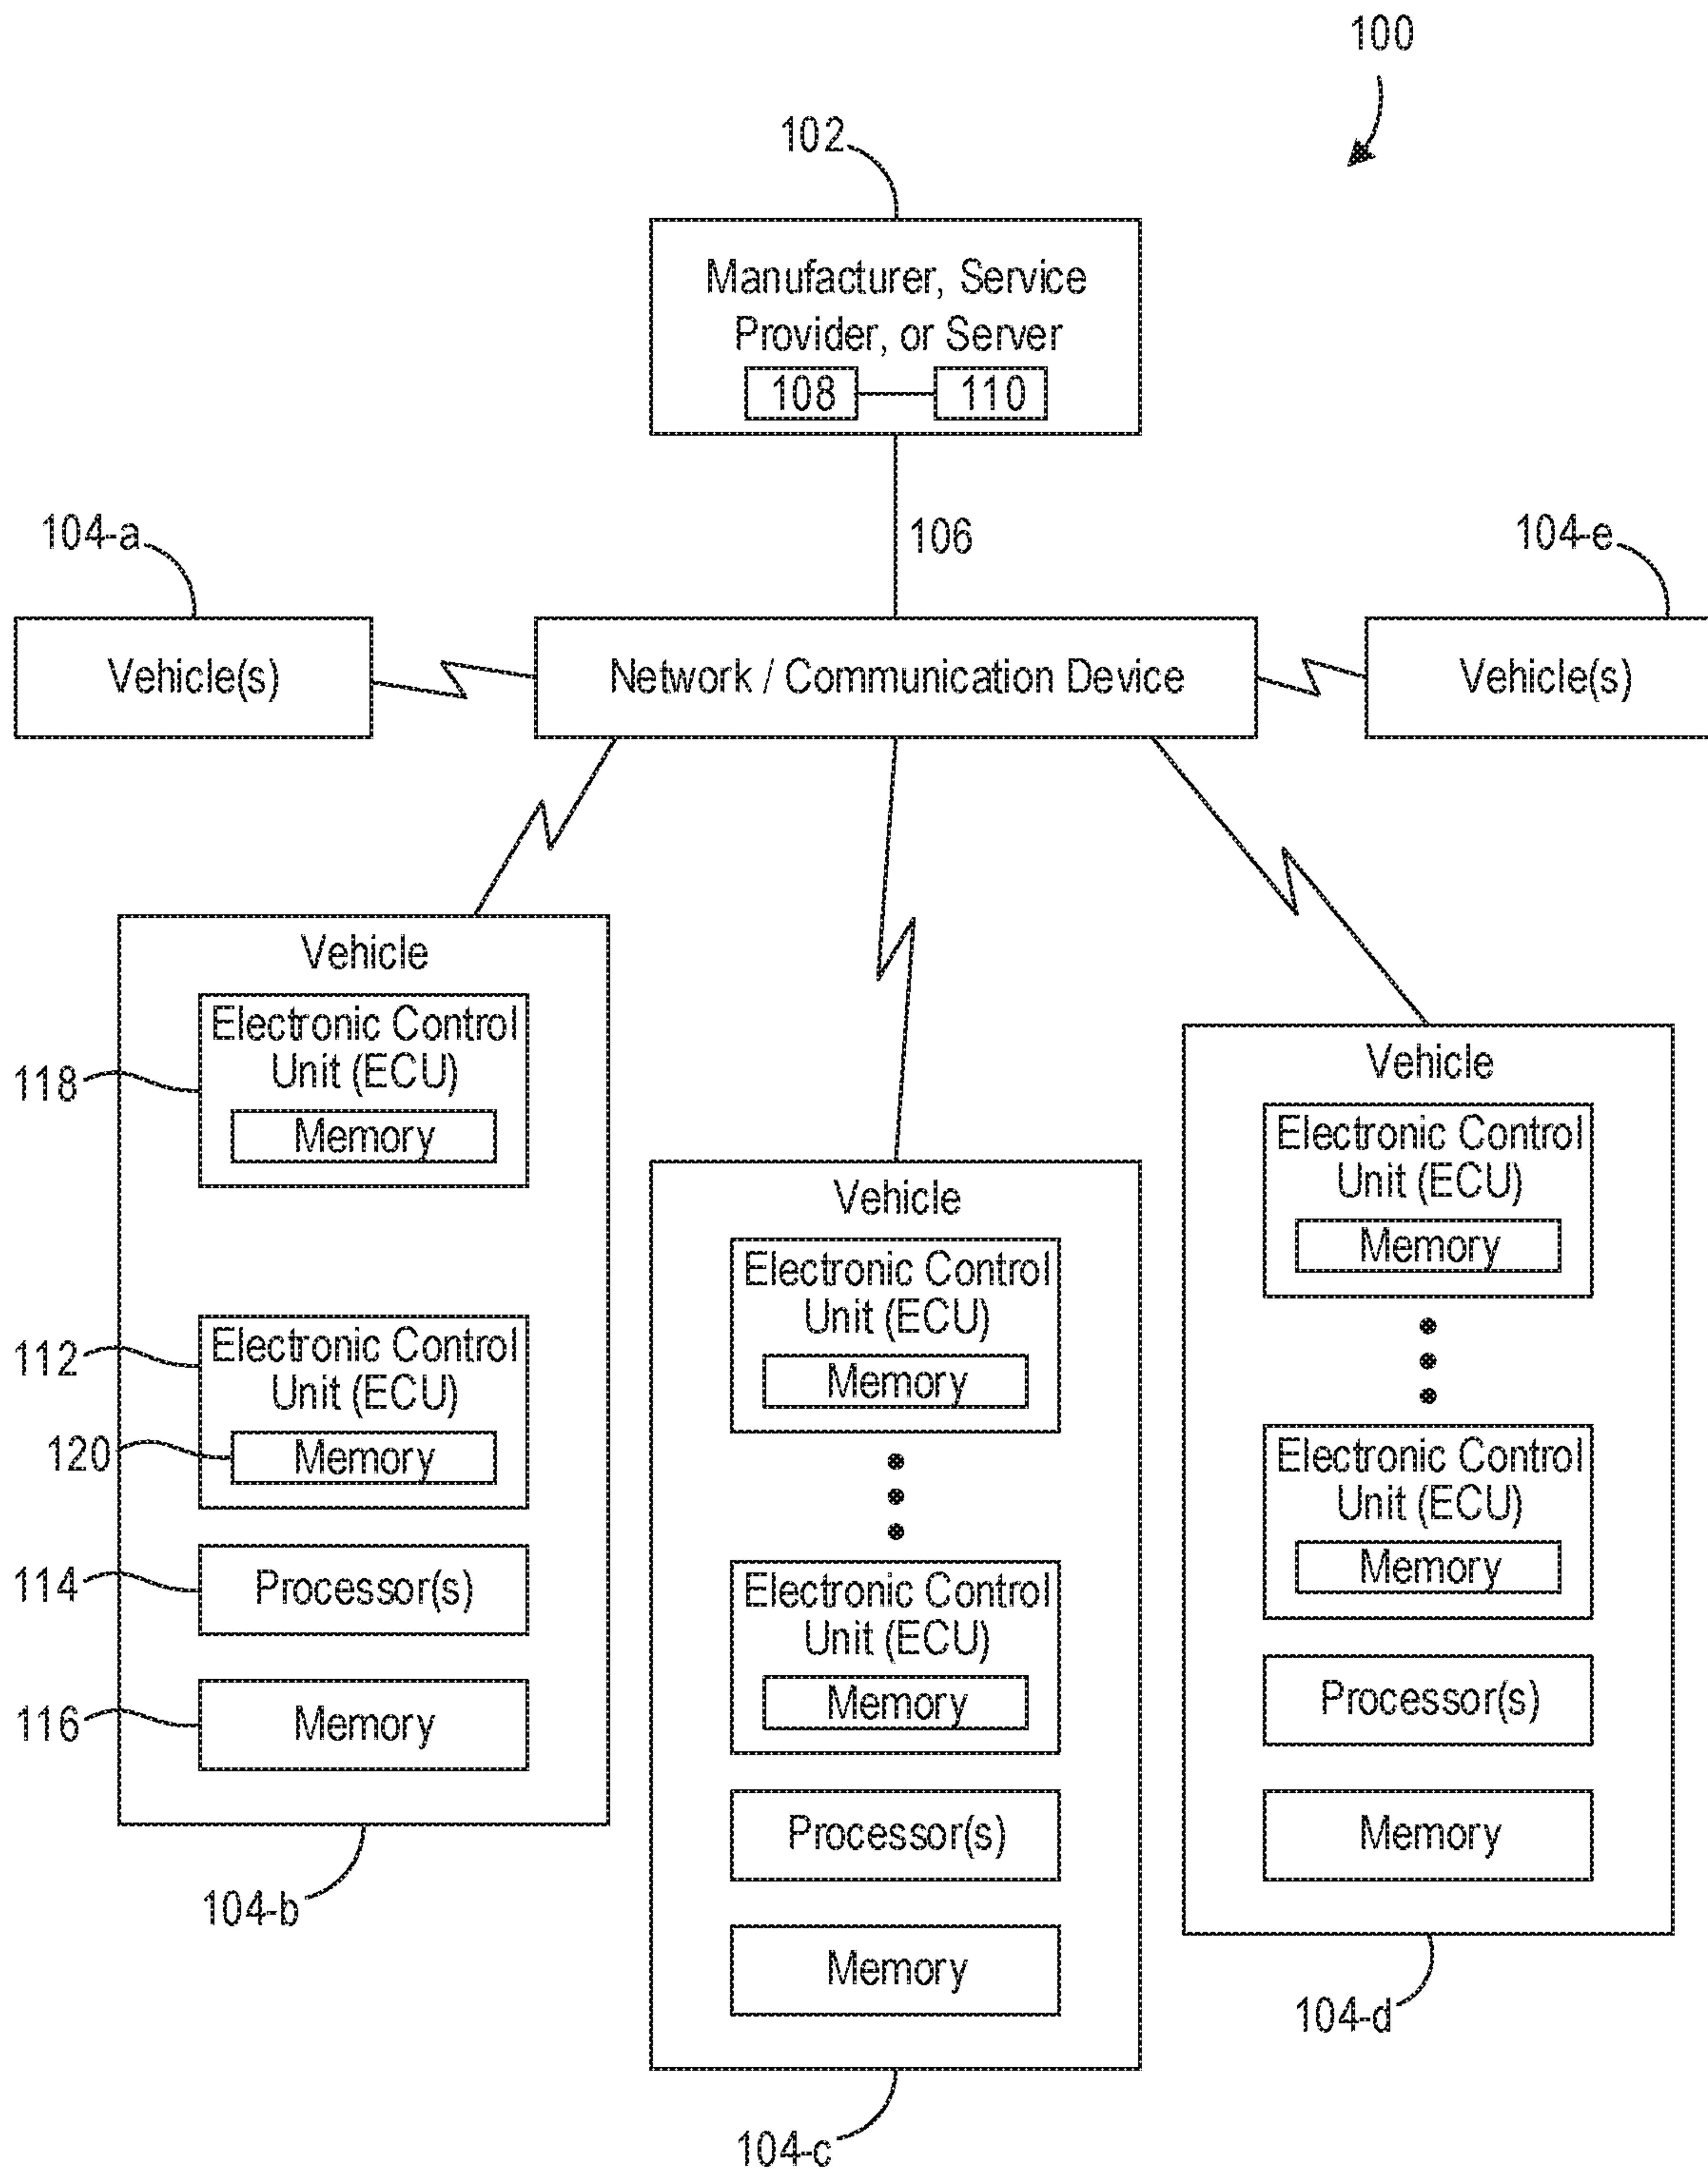 100
102
Manufacturer, Service
Provider, or Server
108
110
106
104-a
104-e
Vehicle(s)
Network / Communication Device
Vehicle(s)
Vehicle
Electronic Control
Unit (ECU)
Memory
118
Electronic Control
Unit (ECU)
Memory
112
120
Processor(s)
114
Memory
116
104-b
Vehicle
Electronic Control
Unit (ECU)
Memory
Electronic Control
Unit (ECU)
Memory
Processor(s)
Memory
104-c
Vehicle
Electronic Control
Unit (ECU)
Memory
Electronic Control
Unit (ECU)
Memory
Processor(s)
Memory
104-d